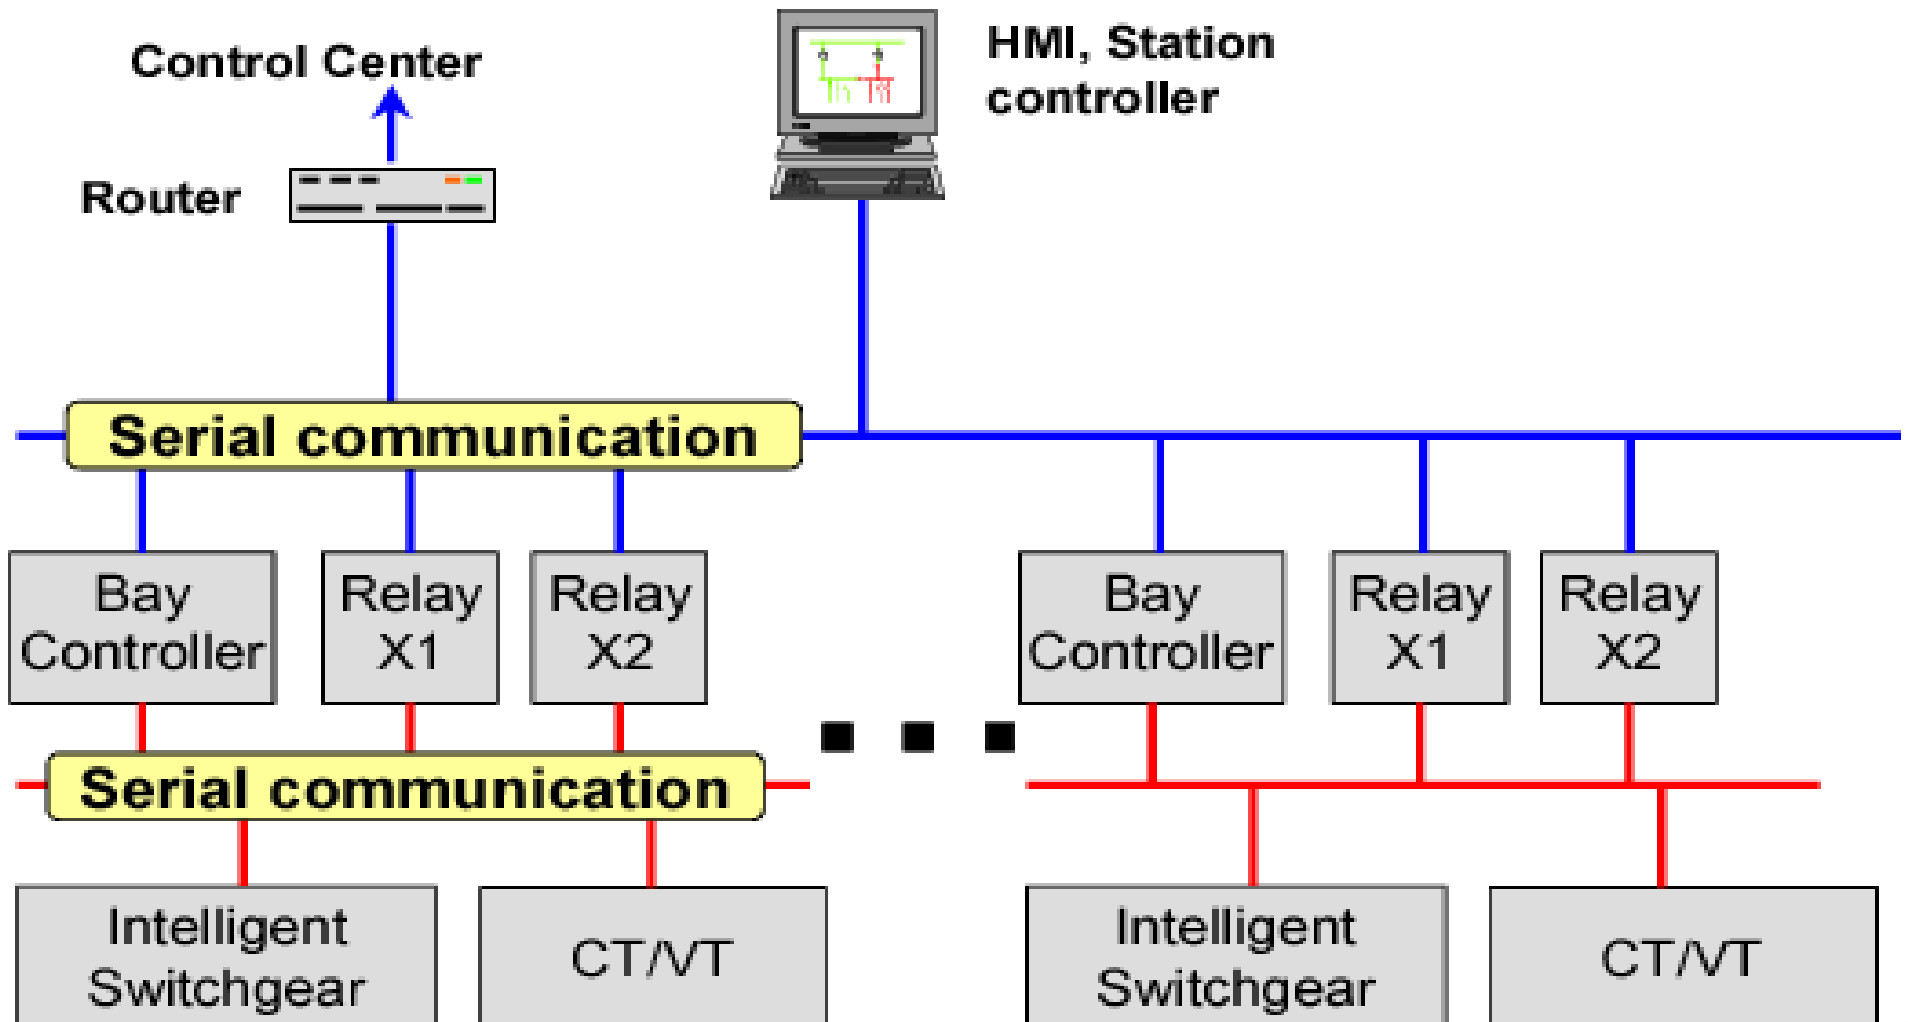 Control Center
HMI, Station
controller
Router
Serial communication
Bay
Controller
Relay
X1
Relay
X2
Bay
Controller
Relay
X1
Relay
X2
Serial communication
Intelligent
Switchgear
CT/VT
Intelligent
Switchgear
CT/VT